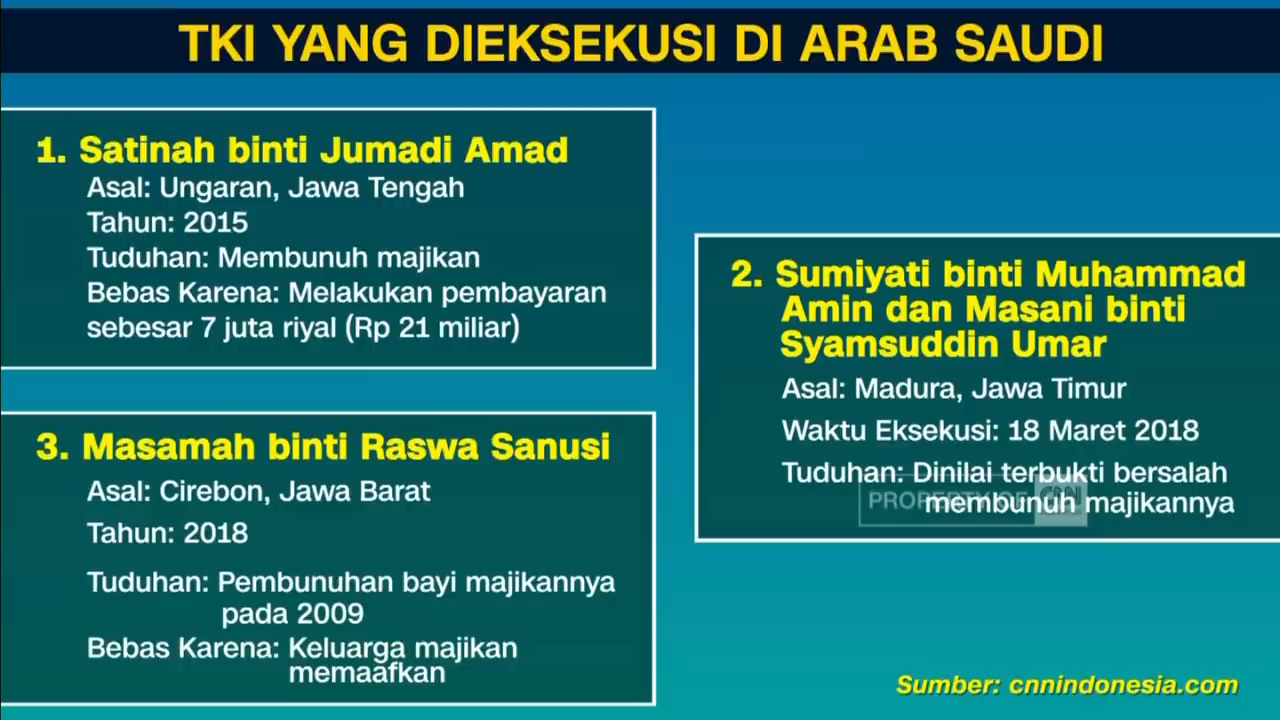 TKI YANG DIEKSEKUSI DI ARAB SAUDI
1. Satinah binti Jumadi Amad
Asal: Ungaran, Jawa Tengah
Tahun: 2015
Tuduhan: Membunuh majikan
Bebas Karena: Melakukan pembayaran
sebesar 7 juta riyal (Rp 21 miliar)
2. Sumiyati binti Muhammad
Amin dan Masani binti
Syamsuddin Umar
Asal: Madura, Jawa Timur
Waktu Eksekusi: 18 Maret 2018
Tuduhan: Dinilai terbukti bersalah
membunuh majikannya
PROPERTY OF CNN
3. Masamah binti Raswa Sanusi
Asal: Cirebon, Jawa Barat
Tahun: 2018
Tuduhan: Pembunuhan bayi majikannya
pada 2009
Bebas Karena: Keluarga majikan
memaafkan
Sumber: cnnindonesia.com